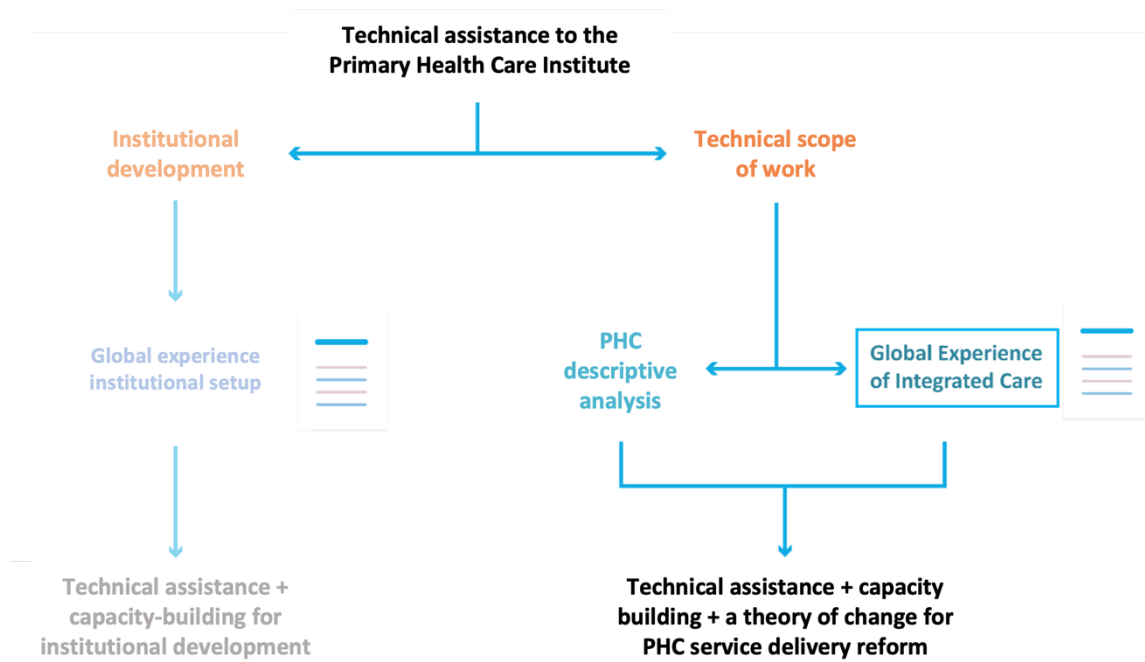 Technical assistance to the
Primary Health Care Institute
Institutional
development
Technical scope
of work
Global experience
institutional setup
PHC
descriptive
analysis
Global Experience
of Integrated Care
Technical assistance +
capacity-building for
institutional development
Technical assistance + capacity
building + a theory of change for
PHC service delivery reform